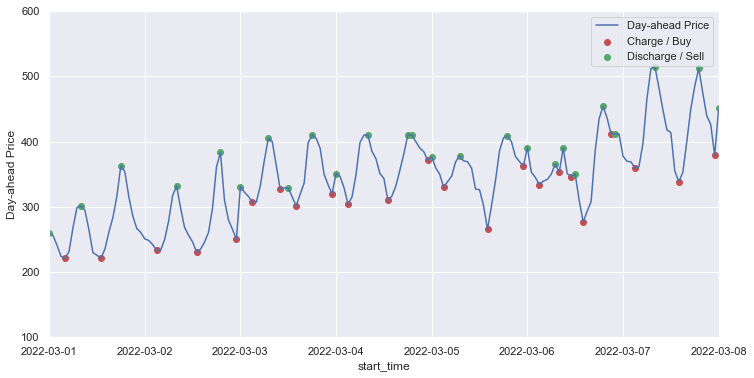 600
500
400
300
200
100
Day-ahead Price
Day-ahead Price
Charge / Buy
Discharge / Sell
2022-03-01
2022-03-02
2022-03-03
2022-03-04
2022-03-05
2022-03-06
2022-03-07
2022-03-08
start_time